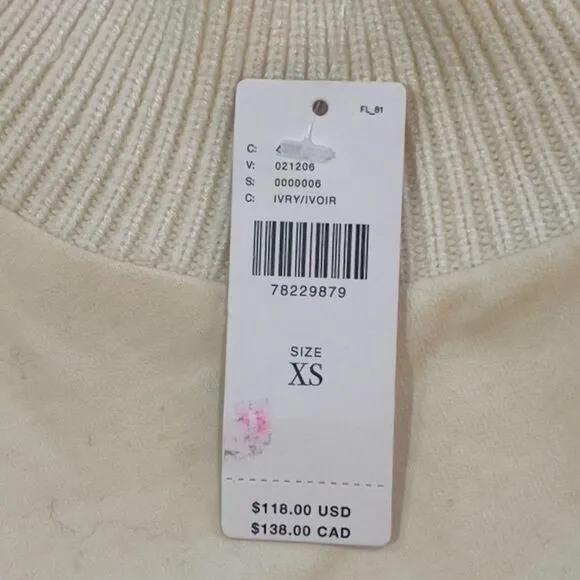 FL_81
C:
V: 021206
S: 0000006
C: IVRY/IVOIR
78229879
SIZE
XS
$118.00 USD
$138.00 CAD